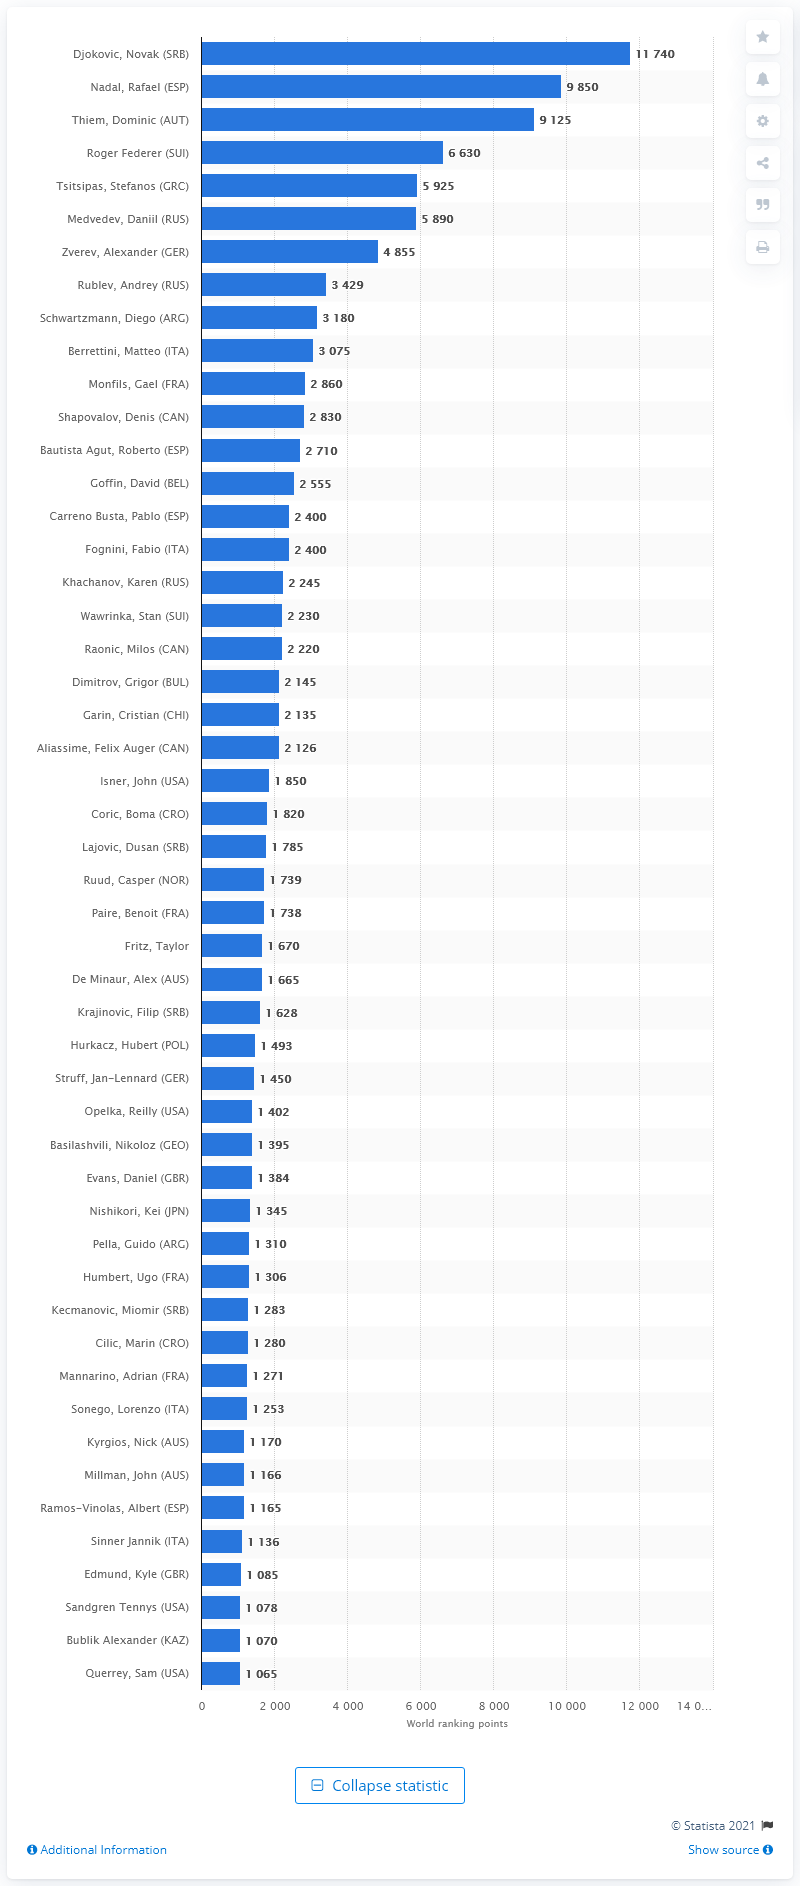 Djokovic, Novak (SRB) 11 740
Nadal, Rafael (ESP) 9 850
Thiem, Dominic (AUT) 9 125
Roger Federer (SUI) 6 630
Tsitsipas, Stefanos (GRC) 5 925
Medvedev, Daniil (RUS) 5 890
Zverev, Alexander (GER) 4 855
Rublev, Andrey (RUS) 3 429
Schwartzmann, Diego (ARG) 3 180
Berrettini, Matteo (ITA) 3 075
Monfils, Gael (FRA) 2 860
Shapovalov, Denis (CAN) 2 830
Bautista Agut, Roberto (ESP) 2 710
Goffin, David (BEL) 2 555
Carreno Busta, Pablo (ESP) 2 400
Fognini, Fabio (ITA) 2 400
Khachanov, Karen (RUS) 2 245
Wawrinka, Stan (SUI) 2 230
Raonic, Milos (CAN) 2 220
Dimitrov, Grigor (BUL) 2 145
Garin, Cristian (CHI) 2 135
Aliassime, Felix Auger (CAN) 2 126
Isner, John (USA) 1 850
Coric, Boma (CRO) 1 820
Lajovic, Dusan (SRB) 1 785
Ruud, Casper (NOR) 1 739
Paire, Benoit (FRA) 1 738
Fritz, Taylor 1 670
De Minaur, Alex (AUS) 1 665
Krajinovic, Filip (SRB) 1 628
Hurkacz, Hubert (POL) 1 493
Struff, Jan-Lennard (GER) 1 450
Opelka, Reilly (USA) 1 402
Basilashvili, Nikoloz (GEO) 1 395
Evans, Daniel (GBR) 1 384
Nishikori, Kei (JPN) 1 345
Pella, Guido (ARG) 1 310
Humbert, Ugo (FRA) 1 306
Kecmanovic, Miomir (SRB) 1 283
Cilic, Marin (CRO) 1 280
Mannarino, Adrian (FRA) 1 271
Sonego, Lorenzo (ITA) 1 253
Kyrgios, Nick (AUS) 1 170
Millman, John (AUS) 1 166
Ramos-Vinolas, Albert (ESP) 1 165
Sinner Jannik (ITA) 1 136
Edmund, Kyle (GBR) 1 085
Sandgren Tennys (USA) 1 078
Bublik Alexander (KAZ) 1 070
Querrey, Sam (USA) 1 065
0 2 000 4 000 6 000 8 000 10 000 12 000 14 0…
World ranking points
Collapse statistic
© Statista 2021
Additional Information Show source